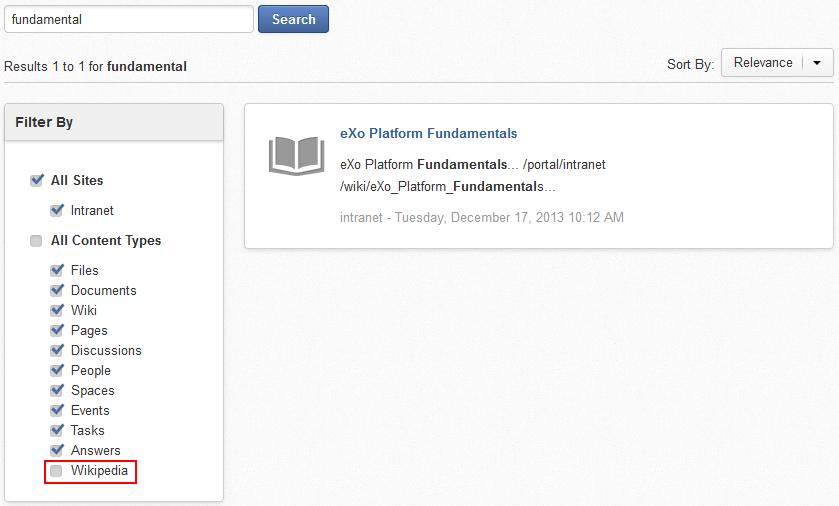 fundamental
Search
Results 1 to 1 for fundamental
Sort By:
Relevance
Filter By
All Sites
Intranet
All Content Types
Files
Documents
Wiki
Pages
Discussions
People
Spaces
Events
Tasks
Answers
Wikipedia
eXo Platform Fundamentals
eXo Platform Fundamentals... /portal/intranet
/wiki/eXo_Platform_Fundamentals...
intranet - Tuesday, December 17, 2013 10:12 AM